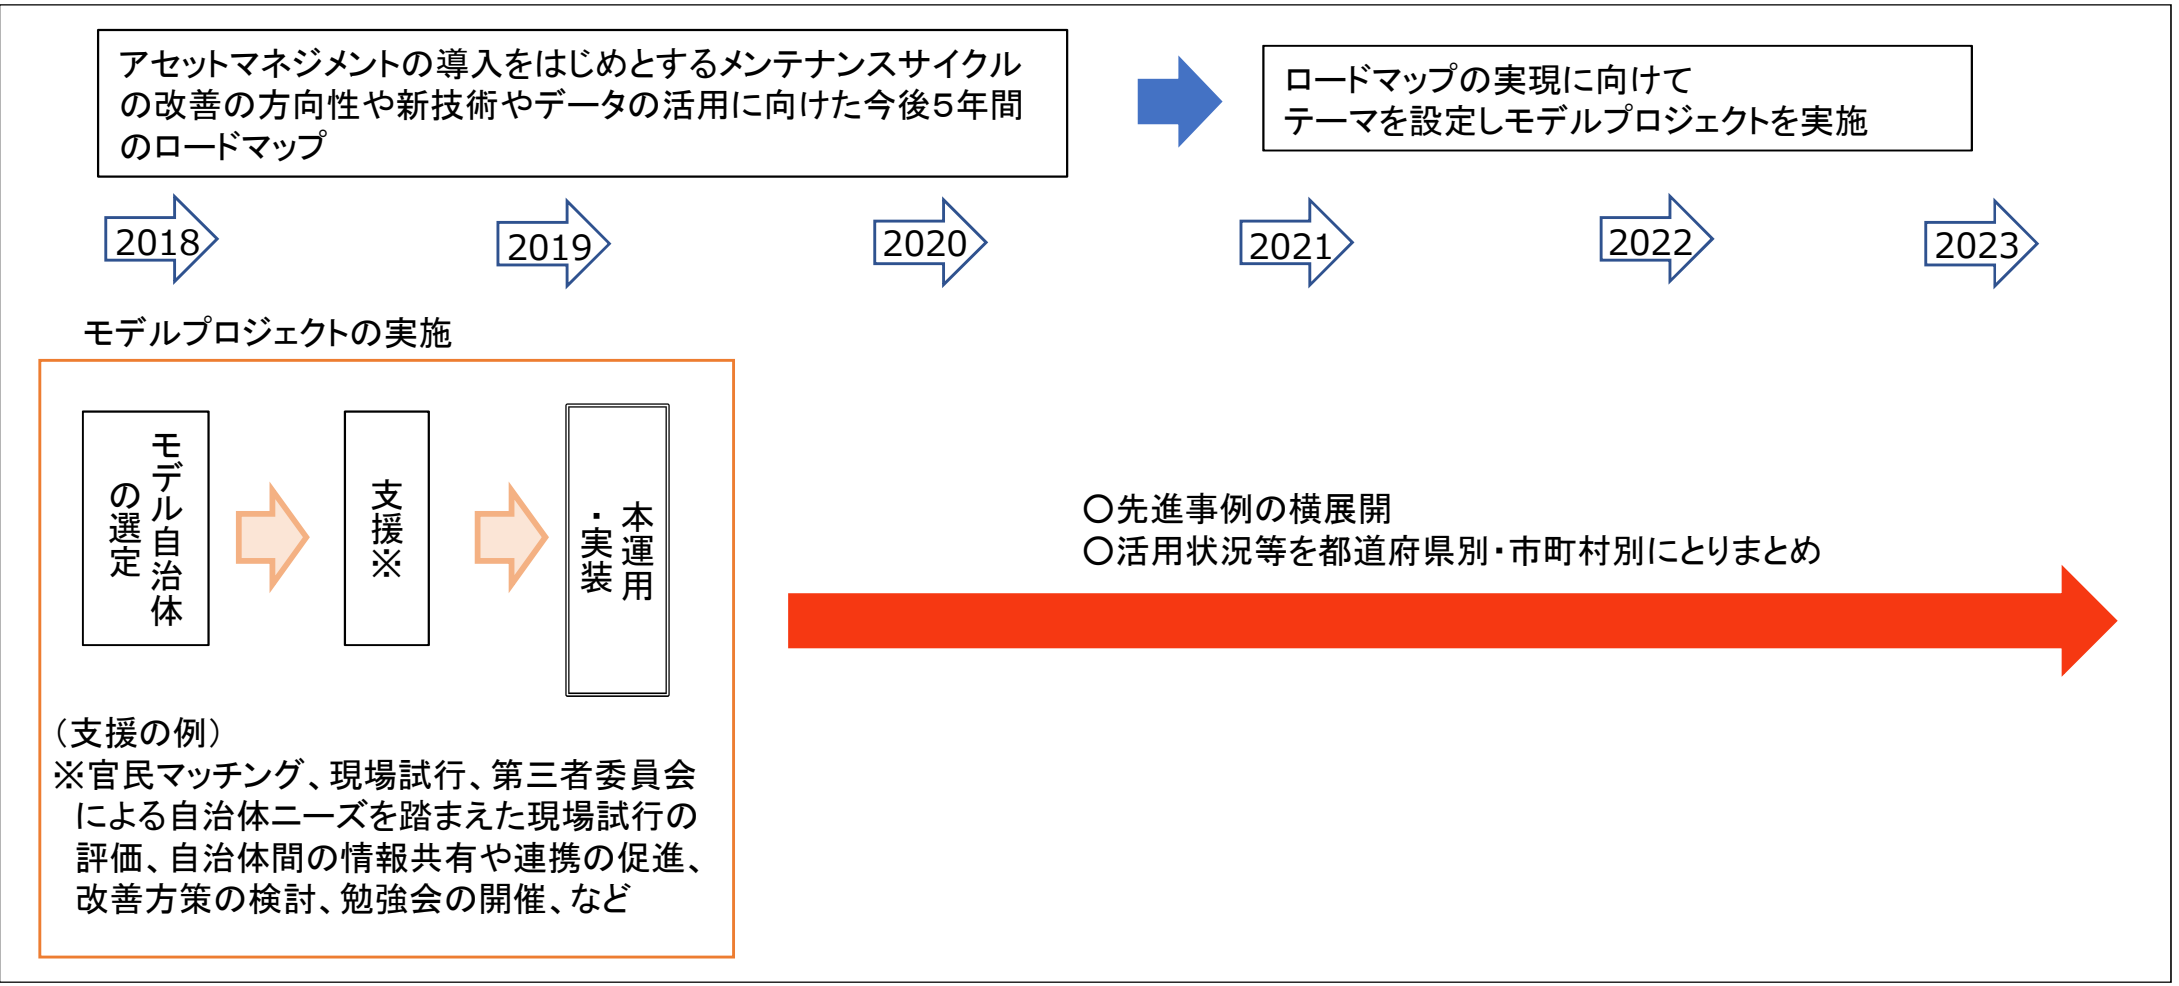 アセットマネジメントの導入をはじめとするメンテナンスサイクル
の改善の方向性や新技術やデータの活用に向けた今後5年間
のロードマップ
ロードマップの実現に向けて
テーマを設定しモデルプロジェクトを実施
2018
2019
2020
2021
2022
2023
モデルプロジェクトの実施
モデル自治体
の選定
支援※
本運用
・実装
(支援の例)
※官民マッチング、現場試行、第三者委員会
による自治体ニーズを踏まえた現場試行の
評価、自治体間の情報共有や連携の促進、
改善方策の検討、勉強会の開催、など
○先進事例の横展開
○活用状況等を都道府県別・市町村別にとりまとめ